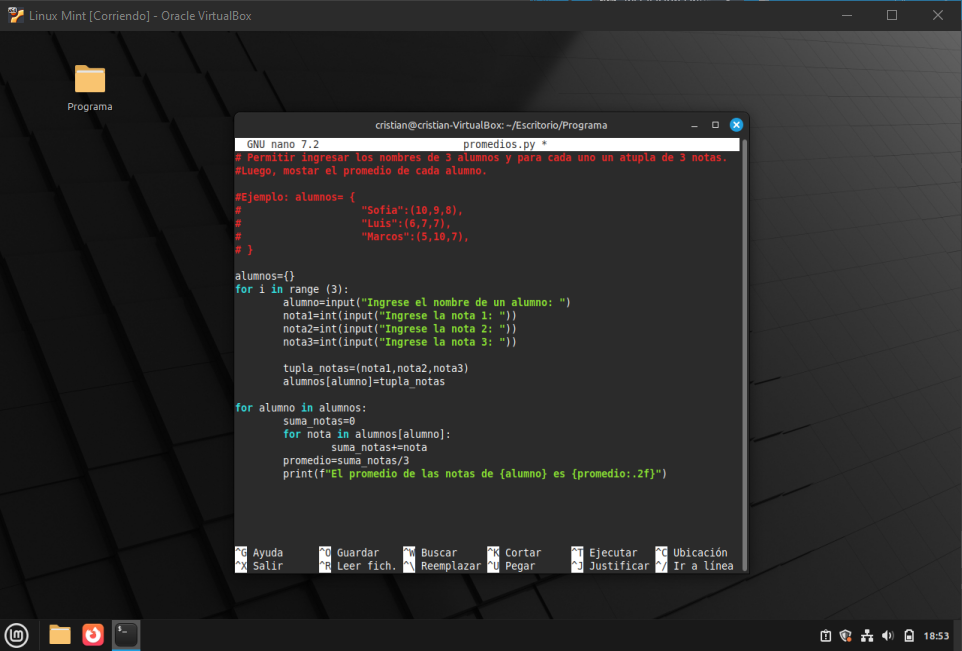 Linux Mint [Corriendo] - Oracle VirtualBox
Programa
cristian@cristian-VirtualBox: ~/Escritorio/Programa
GNU nano 7.2 promedios.py *
# Permitir ingresar los nombres de 3 alumnos y para cada uno un atupla de 3 notas.
#Luego, mostar el promedio de cada alumno.
#Ejemplo: alumnos= {
# "Sofia":(10,9,8),
# "Luis":(6,7,7),
# "Marcos":(5,10,7),
# }
alumnos={}
for i in range (3):
alumno=input("Ingrese el nombre de un alumno: ")
nota1=int(input("Ingrese la nota 1: "))
nota2=int(input("Ingrese la nota 2: "))
nota3=int(input("Ingrese la nota 3: "))
tupla_notas=(nota1,nota2,nota3)
alumnos[alumno]=tupla_notas
for alumno in alumnos:
suma_notas=0
for nota in alumnos[alumno]:
suma_notas+=nota
promedio=suma_notas/3
print(f"El promedio de las notas de {alumno} es {promedio:.2f}")
^G Ayuda ^O Guardar ^W Buscar ^K Cortar ^T Ejecutar ^C Ubicación
^X Salir ^R Leer fich. ^\ Reemplazar ^U Pegar ^J Justificar ^/ Ir a línea
18:53